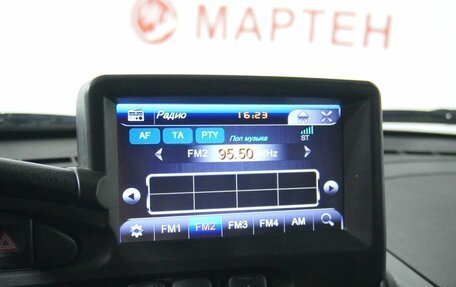 МАРТЕН
Радио 16:23
AF TA PTY Поп музыка ST
FM2 95.50 MHz
FM1 FM2 FM3 FM4 AM